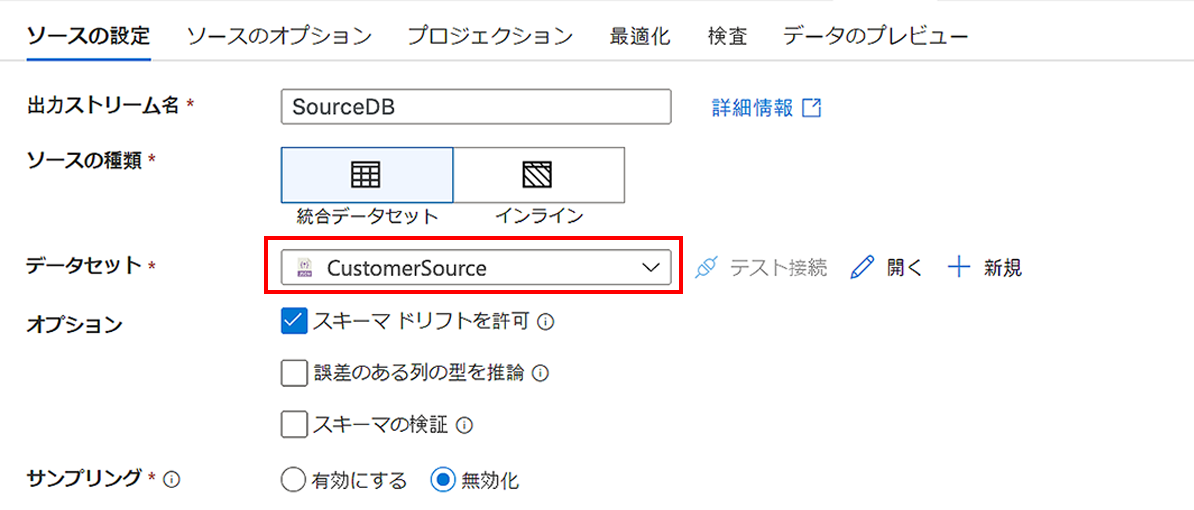 ソースの設定 ソースのオプション プロジェクション 最適化 検査 データのプレビュー
出力ストリーム名 * SourceDB 詳細情報
ソースの種類 *
統合データセット インライン
データセット * CustomerSource テスト接続 開く 新規
オプション スキーマ ドリフトを許可
誤差のある列の型を推論
スキーマの検証
サンプリング * 有効にする 無効化